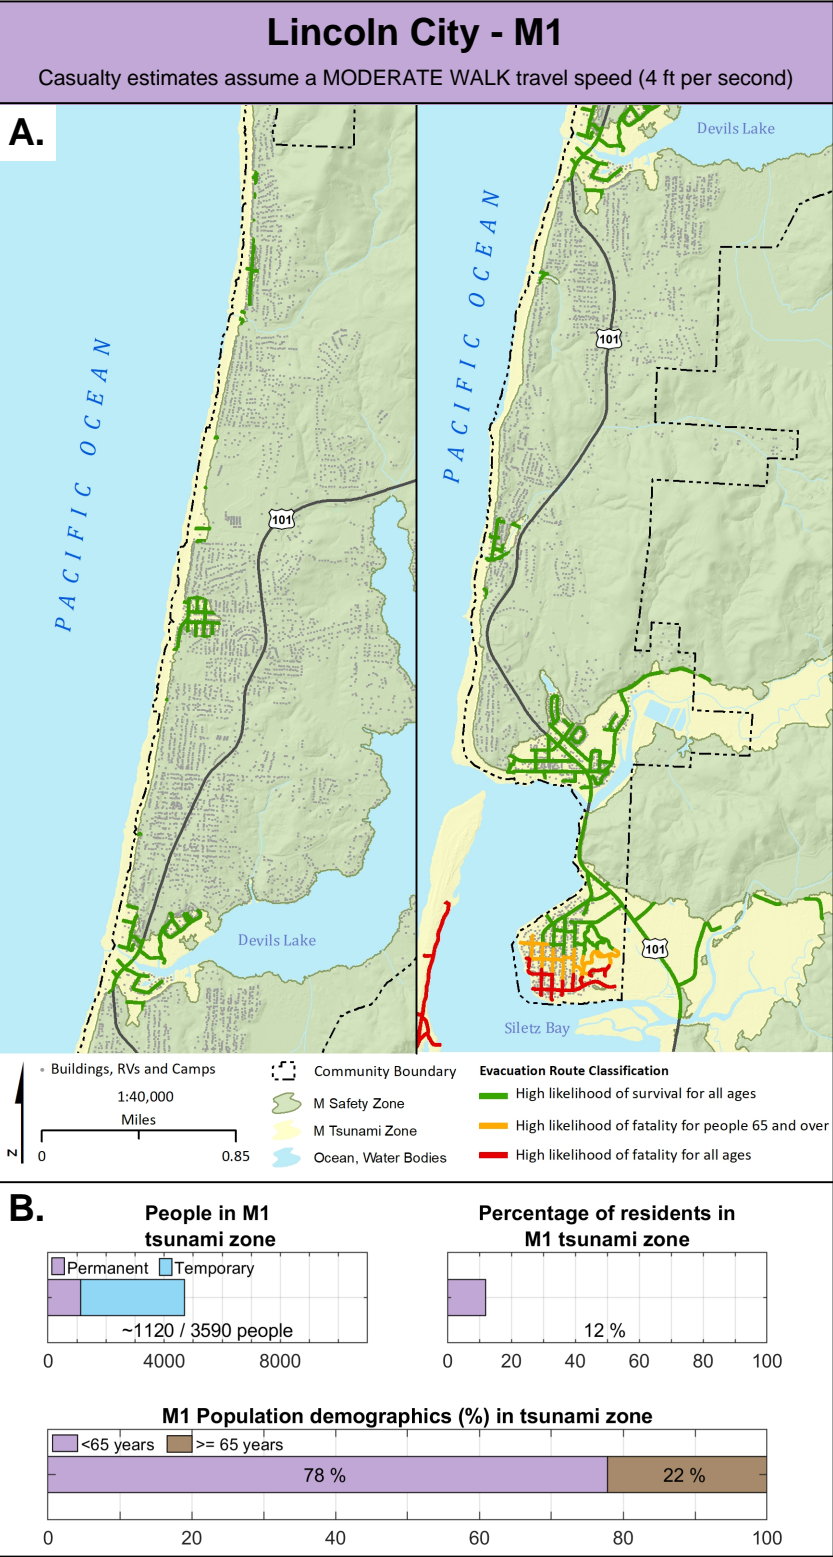 Lincoln City - M1
Casualty estimates assume a MODERATE WALK travel speed (4 ft per second)
A.
PACIFIC OCEAN
101
Devils Lake
Devils Lake
PACIFIC OCEAN
101
101
Siletz Bay
N
Buildings, RVs and Camps
1:40,000
Miles
0 0.85
Community Boundary
M Safety Zone
M Tsunami Zone
Ocean, Water Bodies
Evacuation Route Classification
High likelihood of survival for all ages
High likelihood of fatality for people 65 and over
High likelihood of fatality for all ages
B.
People in M1
tsunami zone
Permanent Temporary
~1120 / 3590 people
0 4000 8000
Percentage of residents in
M1 tsunami zone
12 %
0 20 40 60 80 100
M1 Population demographics (%) in tsunami zone
<65 years >= 65 years
78 % 22 %
0 20 40 60 80 100